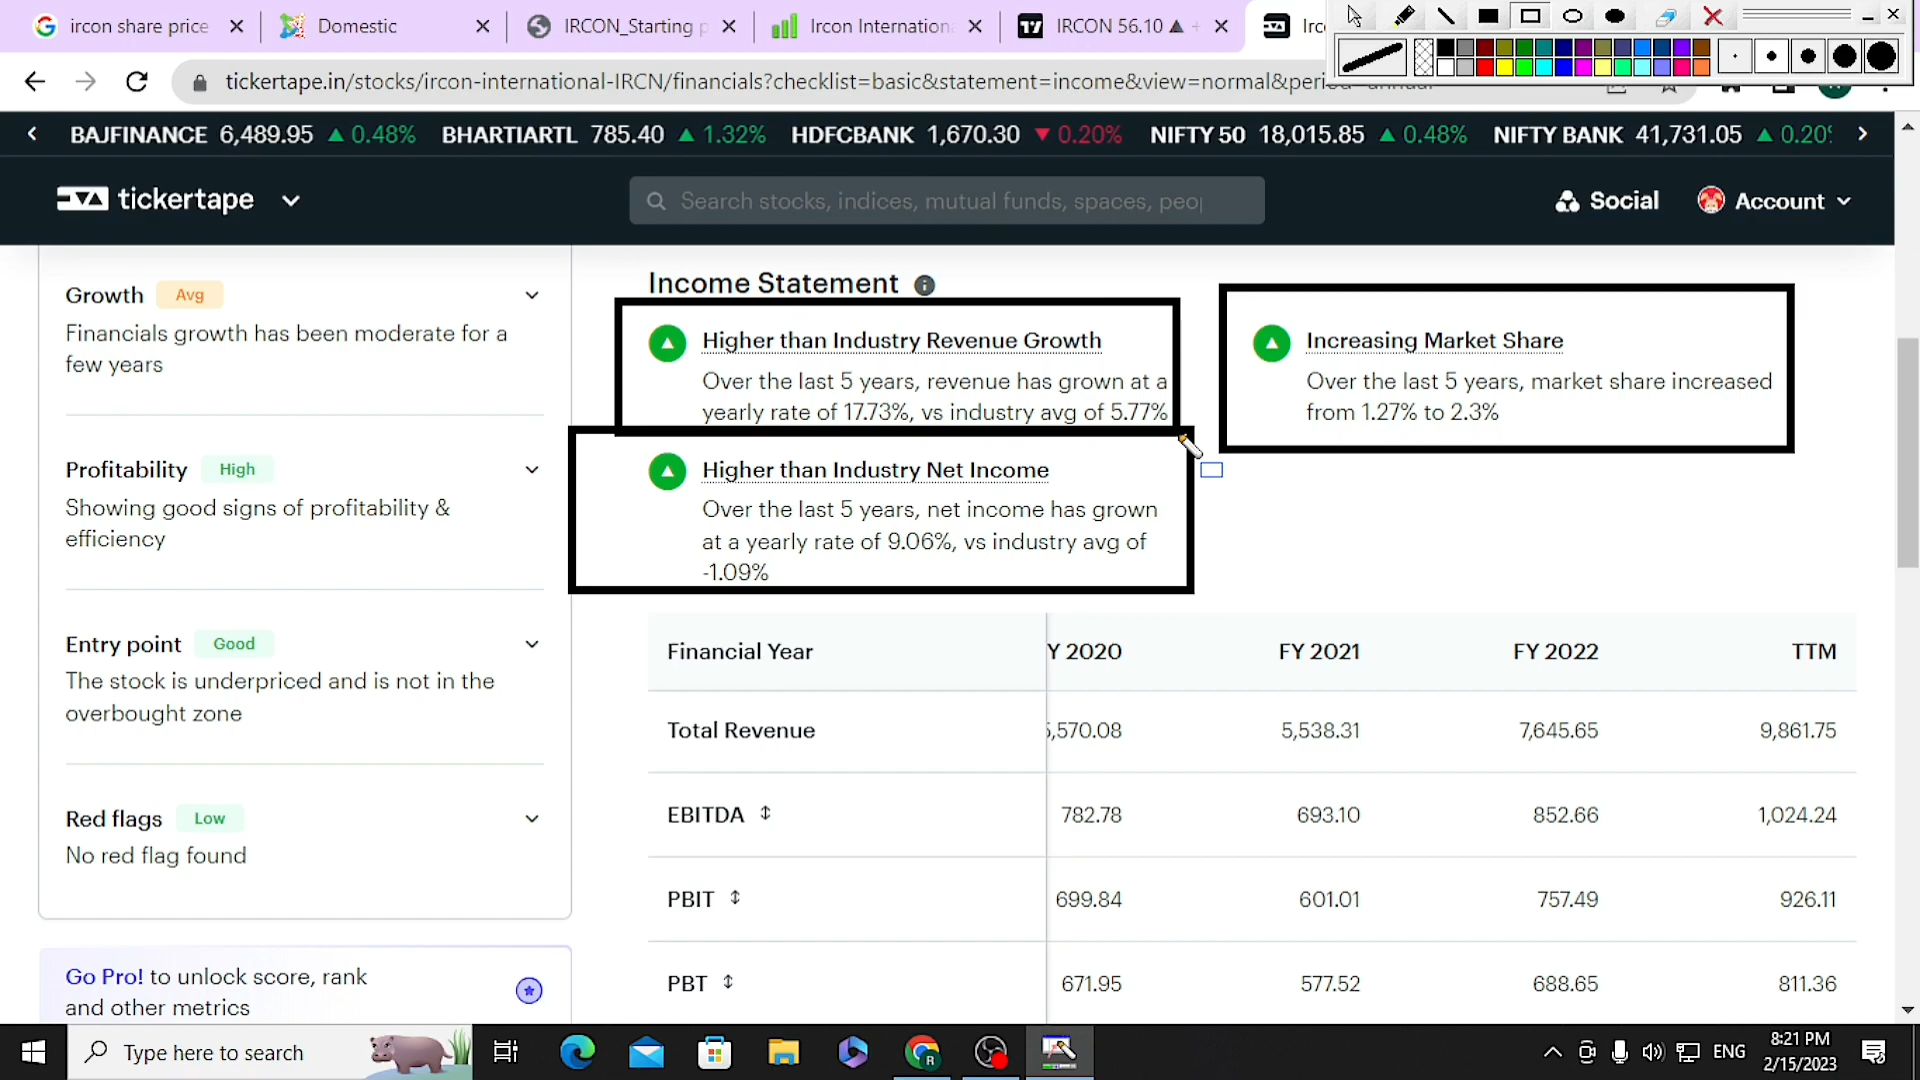 ircon share price
Domestic
IRCON_Starting p
Ircon Internationa
IRCON 56.10 ▲ +
Irc
tickertape.in/stocks/ircon-international-IRCN/financials?checklist=basic&statement=income&view=normal&period=annual
BAJFINANCE 6,489.95 ▲ 0.48% BHARTIARTL 785.40 ▲ 1.32% HDFCBANK 1,670.30 ▼ 0.20% NIFTY 50 18,015.85 ▲ 0.48% NIFTY BANK 41,731.05 ▲ 0.20%
tickertape
Search stocks, indices, mutual funds, spaces, peo
Social
Account
Growth Avg
Financials growth has been moderate for a
few years
Profitability High
Showing good signs of profitability &
efficiency
Entry point Good
The stock is underpriced and is not in the
overbought zone
Red flags Low
No red flag found
Go Pro! to unlock score, rank
and other metrics
Income Statement
Higher than Industry Revenue Growth
Over the last 5 years, revenue has grown at a
yearly rate of 17.73%, vs industry avg of 5.77%
Increasing Market Share
Over the last 5 years, market share increased
from 1.27% to 2.3%
Higher than Industry Net Income
Over the last 5 years, net income has grown
at a yearly rate of 9.06%, vs industry avg of
-1.09%
Financial Year Y 2020 FY 2021 FY 2022 TTM
Total Revenue 5,570.08 5,538.31 7,645.65 9,861.75
EBITDA 782.78 693.10 852.66 1,024.24
PBIT 699.84 601.01 757.49 926.11
PBT 671.95 577.52 688.65 811.36
Type here to search
R
ENG
8:21 PM
2/15/2023